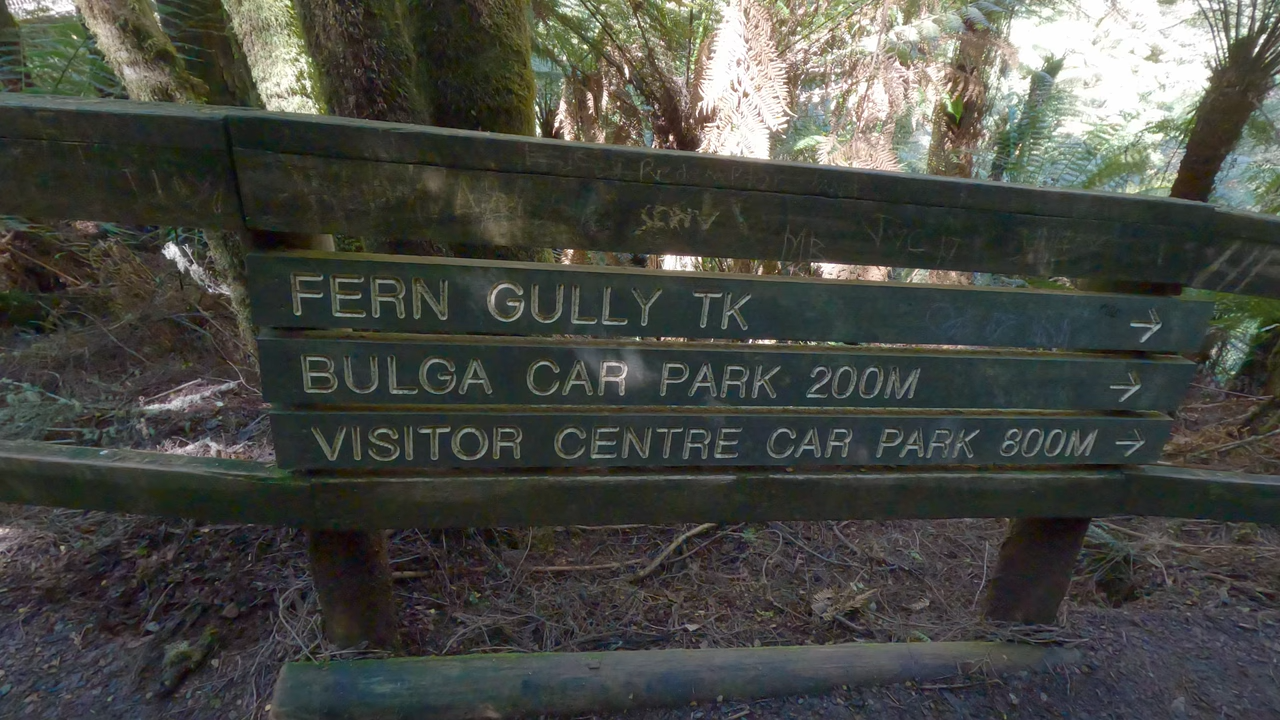 FERN GULLY TK →
BULGA CAR PARK 200M →
VISITOR CENTRE CAR PARK 800M →